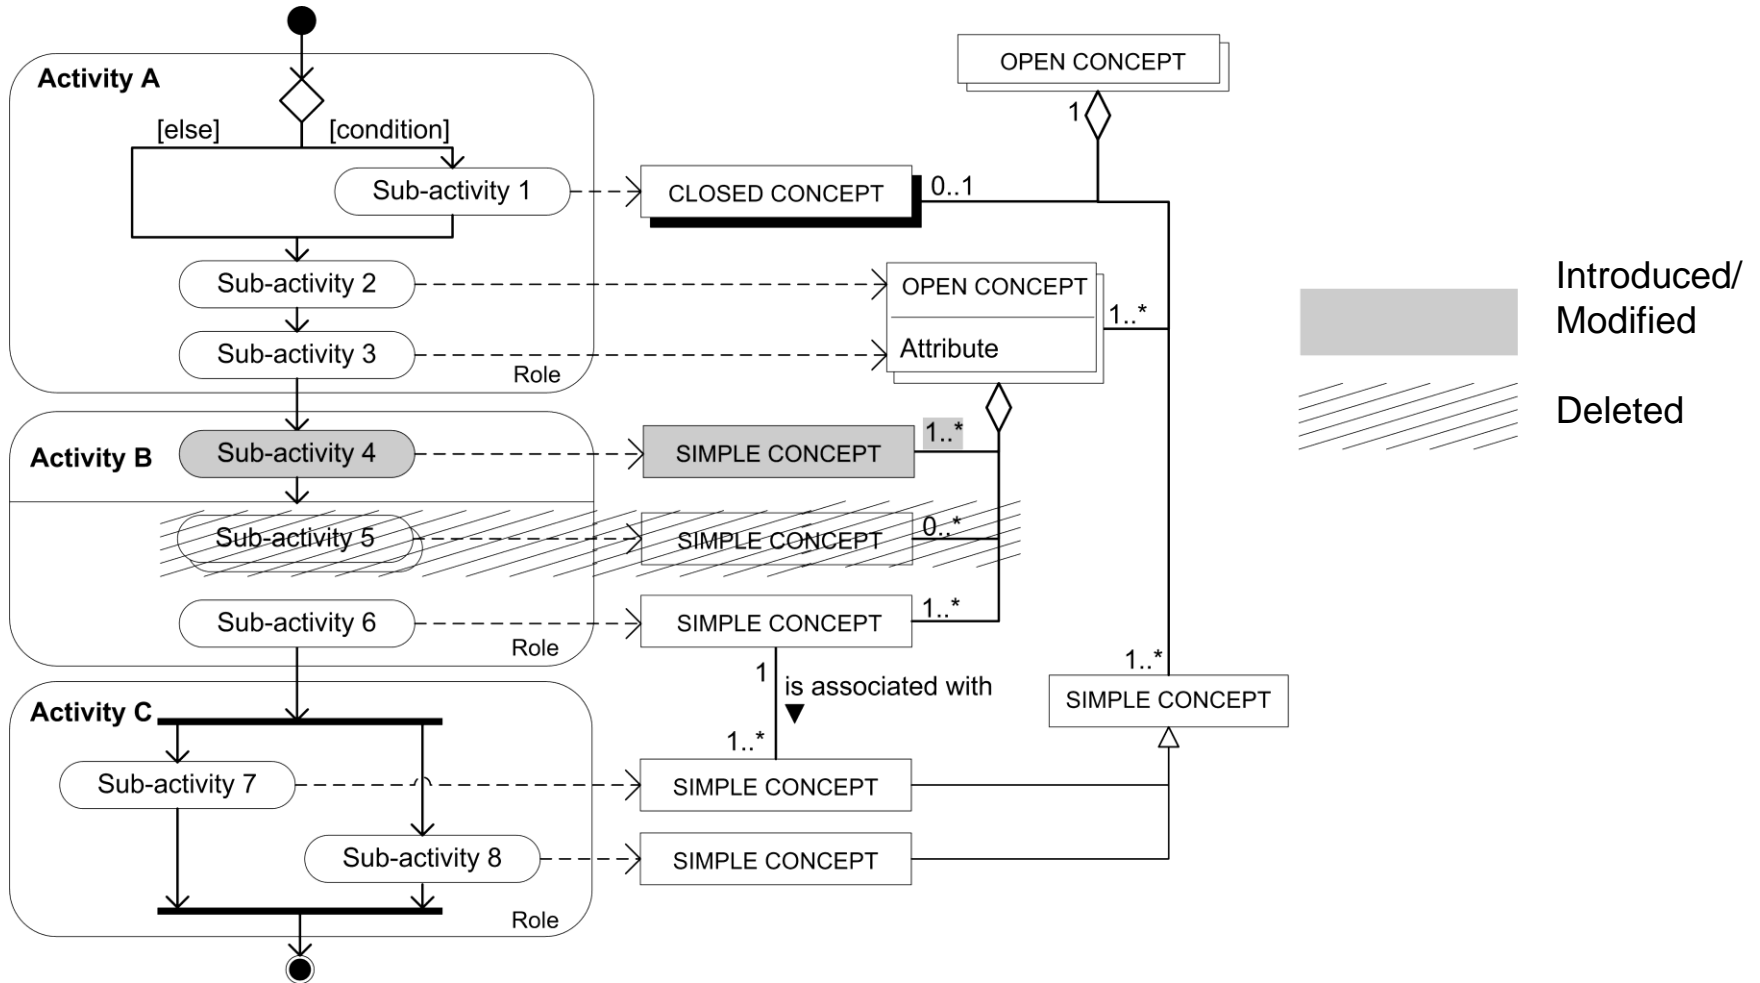 OPEN CONCEPT
Activity A
1
[else]
[condition]
Sub-activity 1
CLOSED CONCEPT
0..1
Sub-activity 2
OPEN CONCEPT
Attribute
1..*
Sub-activity 3
Role
Introduced/
Modified
Deleted
Activity B
Sub-activity 4
SIMPLE CONCEPT
1..*
Sub-activity 5
SIMPLE CONCEPT
0..*
Sub-activity 6
SIMPLE CONCEPT
1..*
Role
1
is associated with
1..*
1..*
SIMPLE CONCEPT
Activity C
Sub-activity 7
SIMPLE CONCEPT
Sub-activity 8
SIMPLE CONCEPT
Role